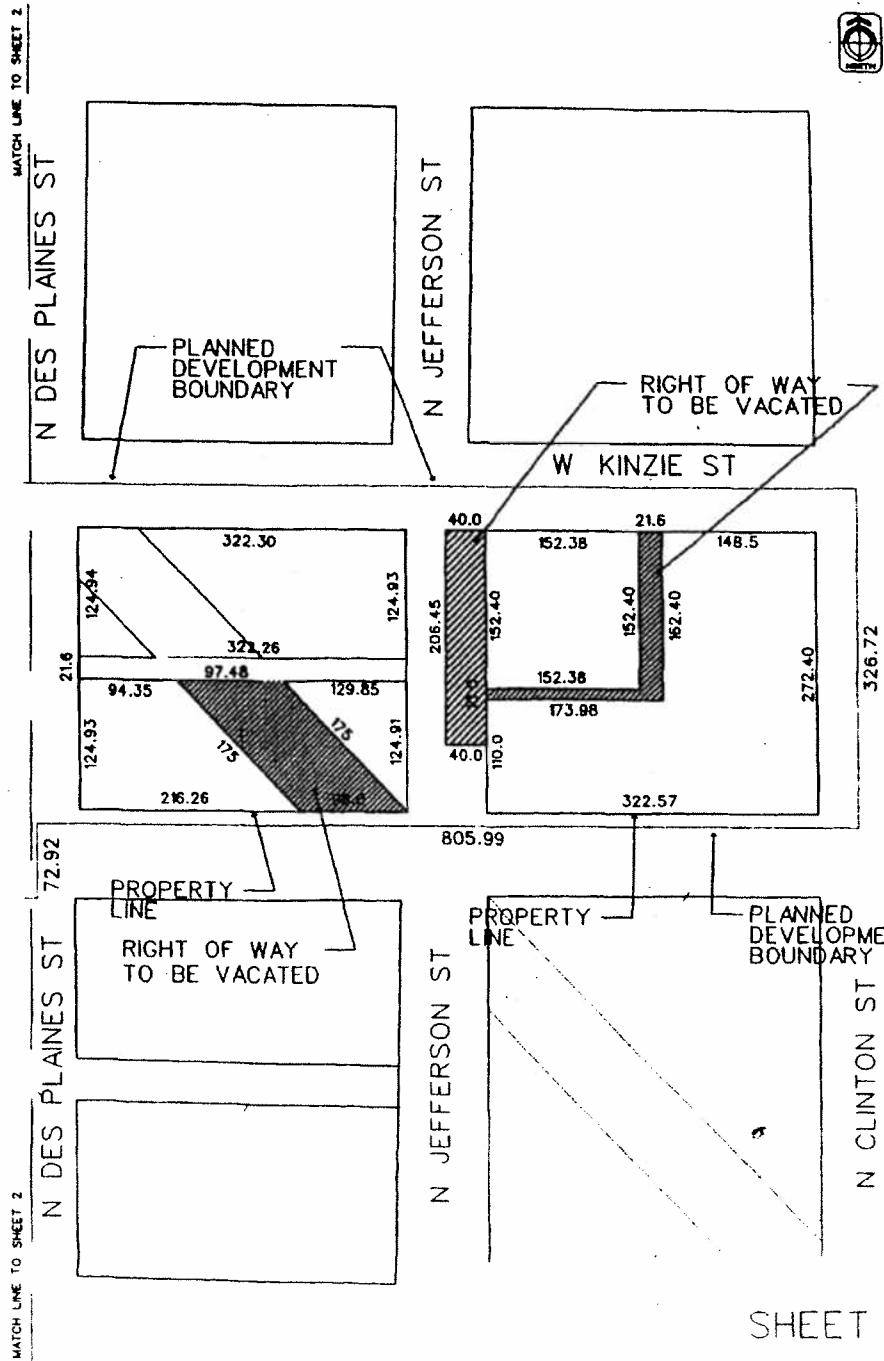 MATCH LINE TO SHEET 2
NORTH
N DES PLAINES ST
N JEFFERSON ST
PLANNED
DEVELOPMENT
BOUNDARY
RIGHT OF WAY
TO BE VACATED
W KINZIE ST
322.30
40.0
152.38
21.6
148.5
124.94
124.93
206.45
152.40
152.40
162.40
322.26
21.6
97.48
94.35
129.85
152.38
173.98
272.40
326.72
124.93
175
175
124.91
40.0
110.0
216.26
98.0
322.57
72.92
805.99
PROPERTY
LINE
RIGHT OF WAY
TO BE VACATED
PROPERTY
LINE
PLANNED
DEVELOPME
BOUNDARY
N DES PLAINES ST
N JEFFERSON ST
N CLINTON ST
MATCH LINE TO SHEET 2
SHEET